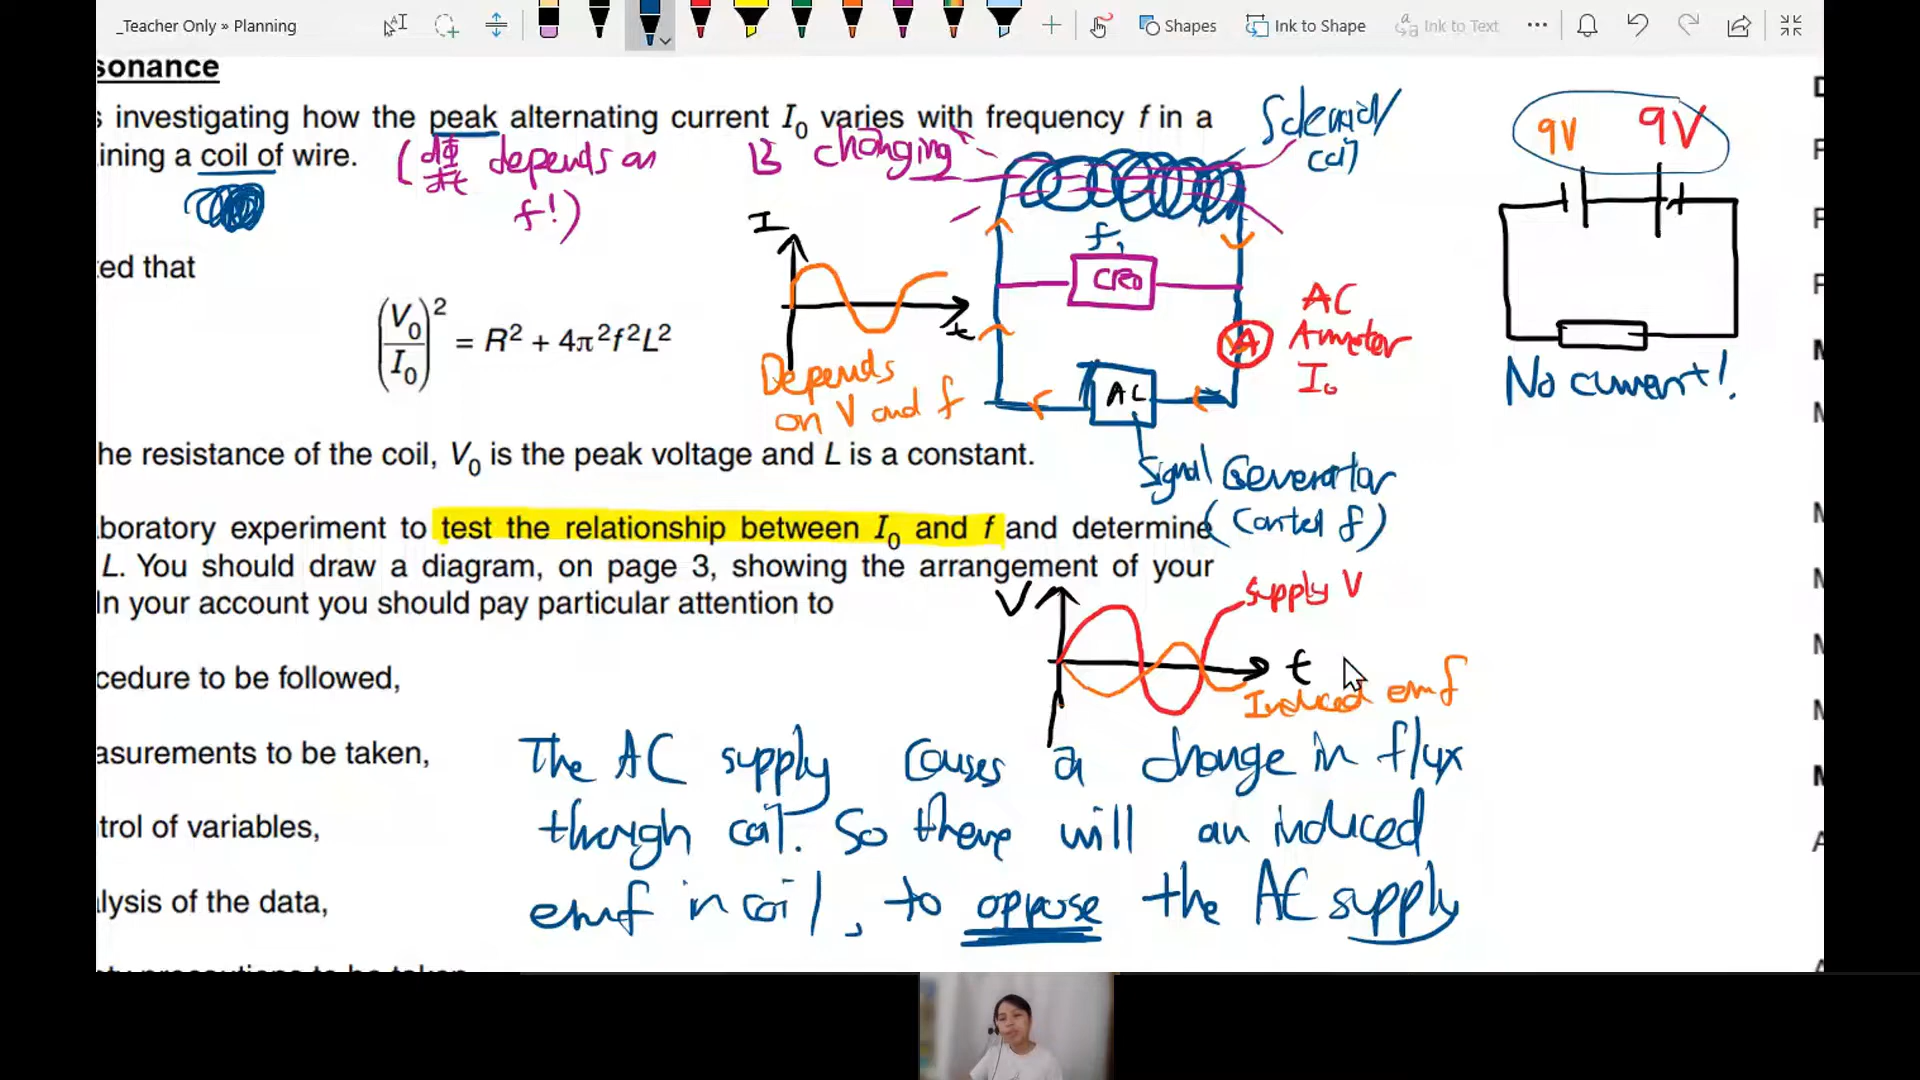 _Teacher Only » Planning
Shapes
Ink to Shape
Ink to Text
sonance
s investigating how the peak alternating current I₀ varies with frequency f in a
ining a coil of wire.
(dΦ/dt depends on
f!)
B changing
Solenoid/
coil
I
t
Depends
on V and f
f,
CRO
A
AC
Ammeter
I₀
AC
Signal Generator
(Control f)
9V 9V
No current!
ted that
(V₀/I₀)² = R² + 4π²f²L²
he resistance of the coil, V₀ is the peak voltage and L is a constant.
boratory experiment to test the relationship between I₀ and f and determine
L. You should draw a diagram, on page 3, showing the arrangement of your
In your account you should pay particular attention to
V
supply V
t
Induced emf
cedure to be followed,
asurements to be taken,
trol of variables,
lysis of the data,
The AC supply causes a change in flux
through coil. So there will an induced
emf in coil, to oppose the AC supply